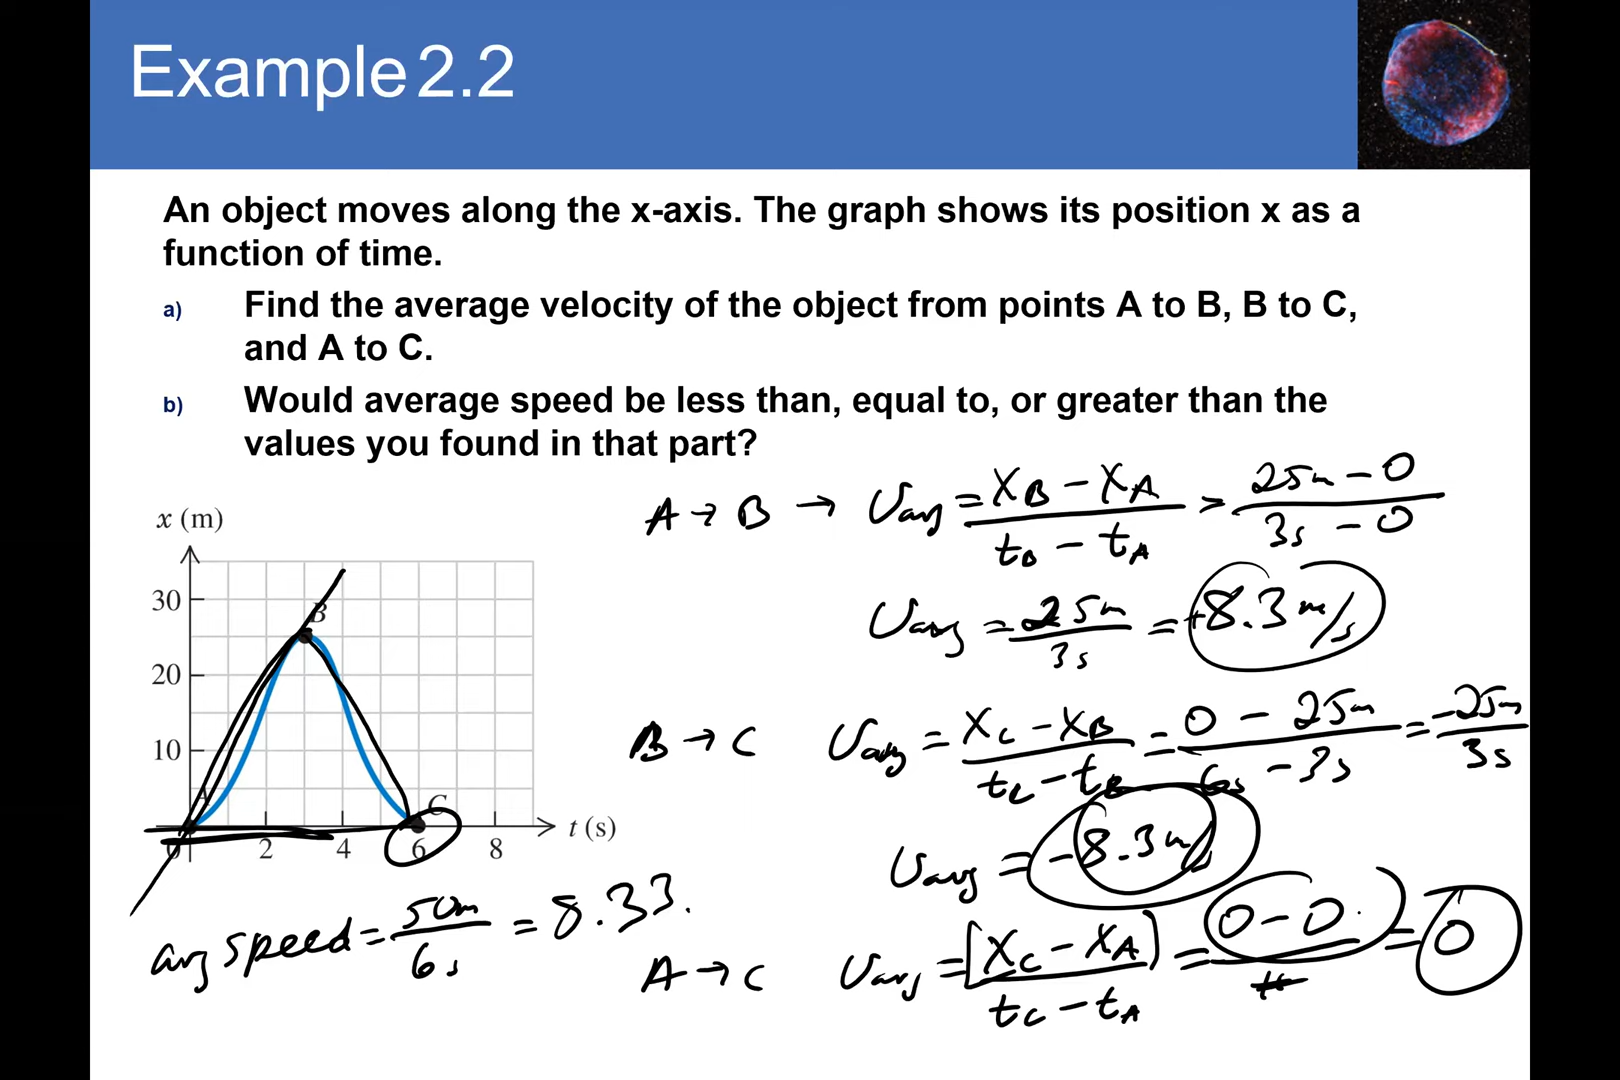 Example 2.2
An object moves along the x-axis. The graph shows its position x as a
function of time.
a) Find the average velocity of the object from points A to B, B to C,
and A to C.
b) Would average speed be less than, equal to, or greater than the
values you found in that part?
A → B → Vavg = XB - XA / tB - tA = 25m - 0 / 3s - 0
Vavg = 25m / 3s = +8.3 m/s
B → C Vavg = XC - XB / tC - tB = 0 - 25m / 6s - 3s = -25m / 3s
Vavg = -8.3 m/s
A → C Vavg = [XC - XA] / tC - tA = 0 - 0 / = 0
x (m)
30
20
10
0 2 4 6 8 t (s)
A
B
C
avg speed = 50m / 6s = 8.33.